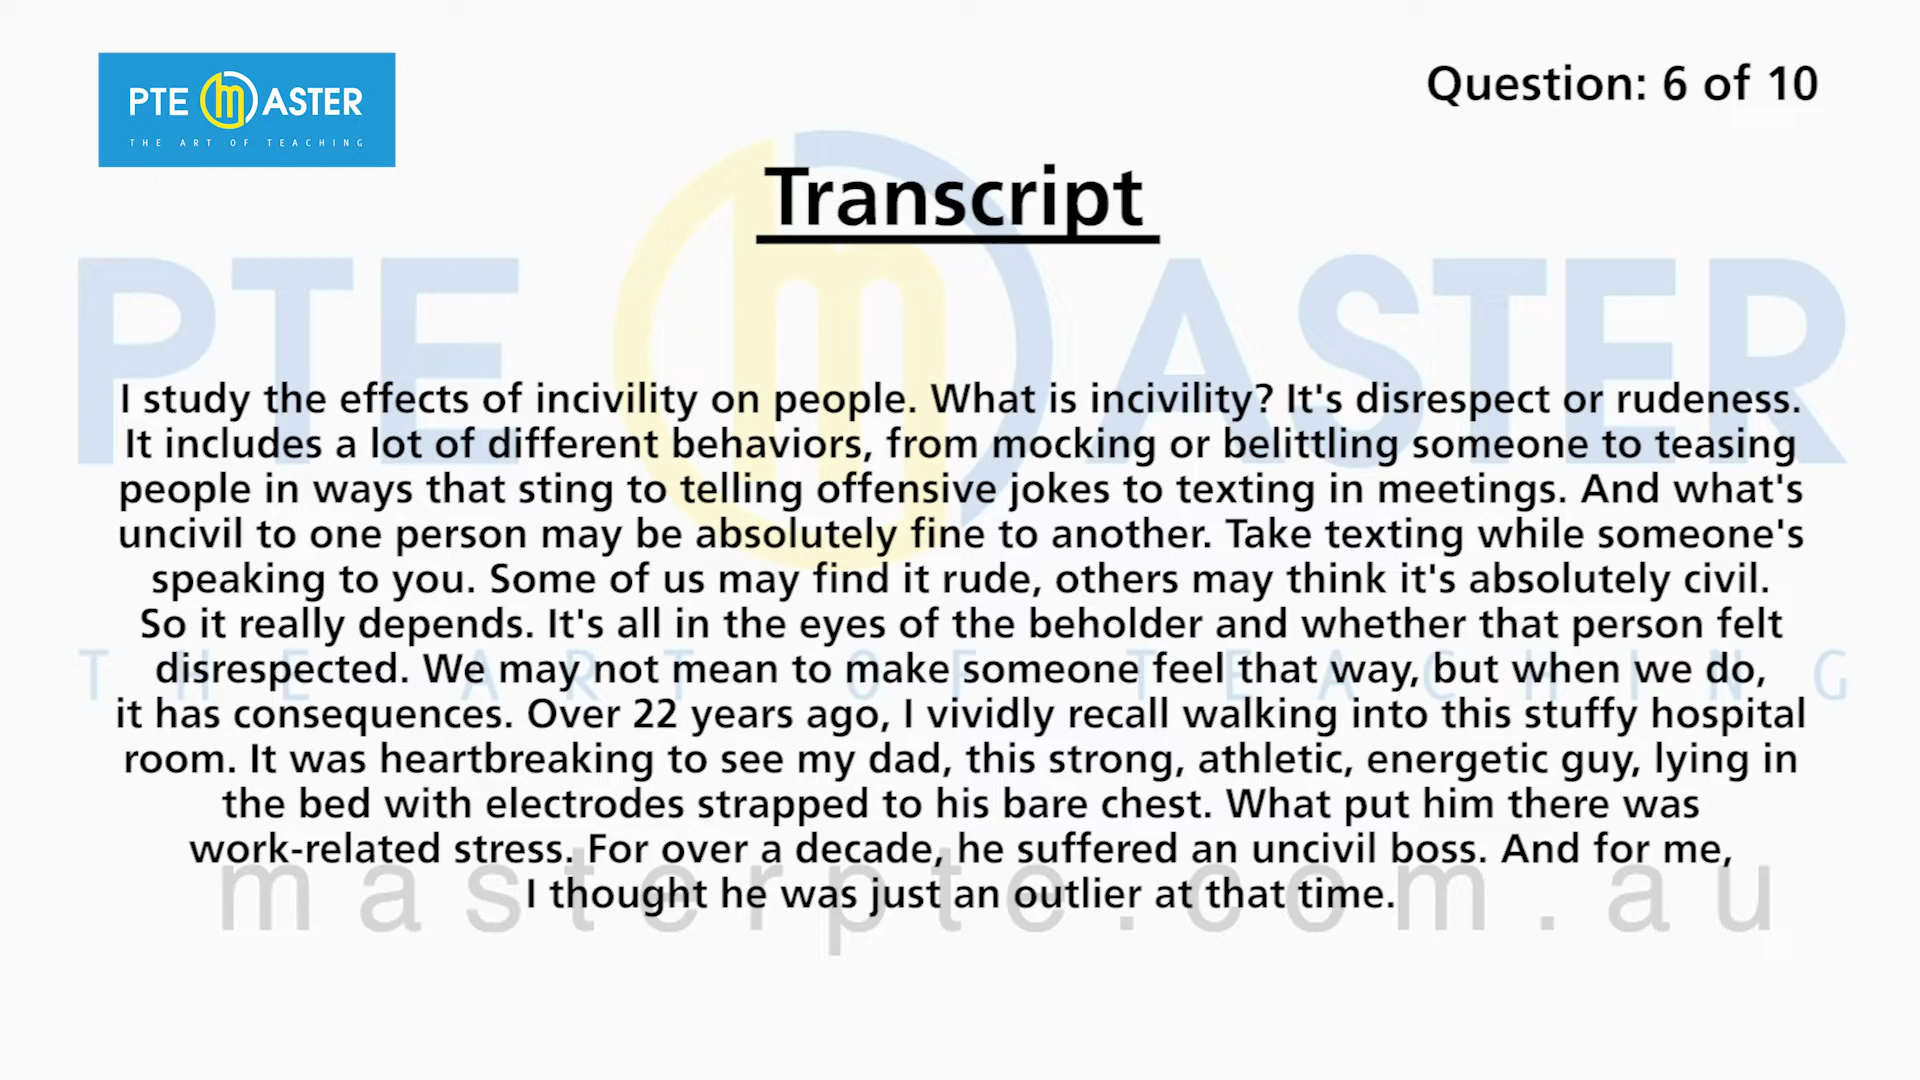 PTE MASTER
THE ART OF TEACHING
Question: 6 of 10
Transcript
I study the effects of incivility on people. What is incivility? It's disrespect or rudeness.
It includes a lot of different behaviors, from mocking or belittling someone to teasing
people in ways that sting to telling offensive jokes to texting in meetings. And what's
uncivil to one person may be absolutely fine to another. Take texting while someone's
speaking to you. Some of us may find it rude, others may think it's absolutely civil.
So it really depends. It's all in the eyes of the beholder and whether that person felt
disrespected. We may not mean to make someone feel that way, but when we do,
it has consequences. Over 22 years ago, I vividly recall walking into this stuffy hospital
room. It was heartbreaking to see my dad, this strong, athletic, energetic guy, lying in
the bed with electrodes strapped to his bare chest. What put him there was
work-related stress. For over a decade, he suffered an uncivil boss. And for me,
I thought he was just an outlier at that time.
PTE MASTER
THE ART OF TEACHING
masterpte.com.au